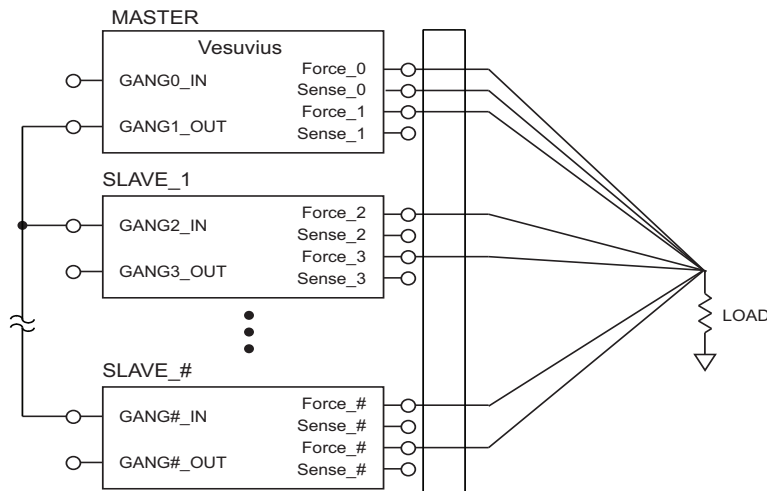 MASTER
Vesuvius
GANG0_IN
GANG1_OUT
Force_0
Sense_0
Force_1
Sense_1
SLAVE_1
GANG2_IN
GANG3_OUT
Force_2
Sense_2
Force_3
Sense_3
LOAD
SLAVE_#
GANG#_IN
GANG#_OUT
Force_#
Sense_#
Force_#
Sense_#